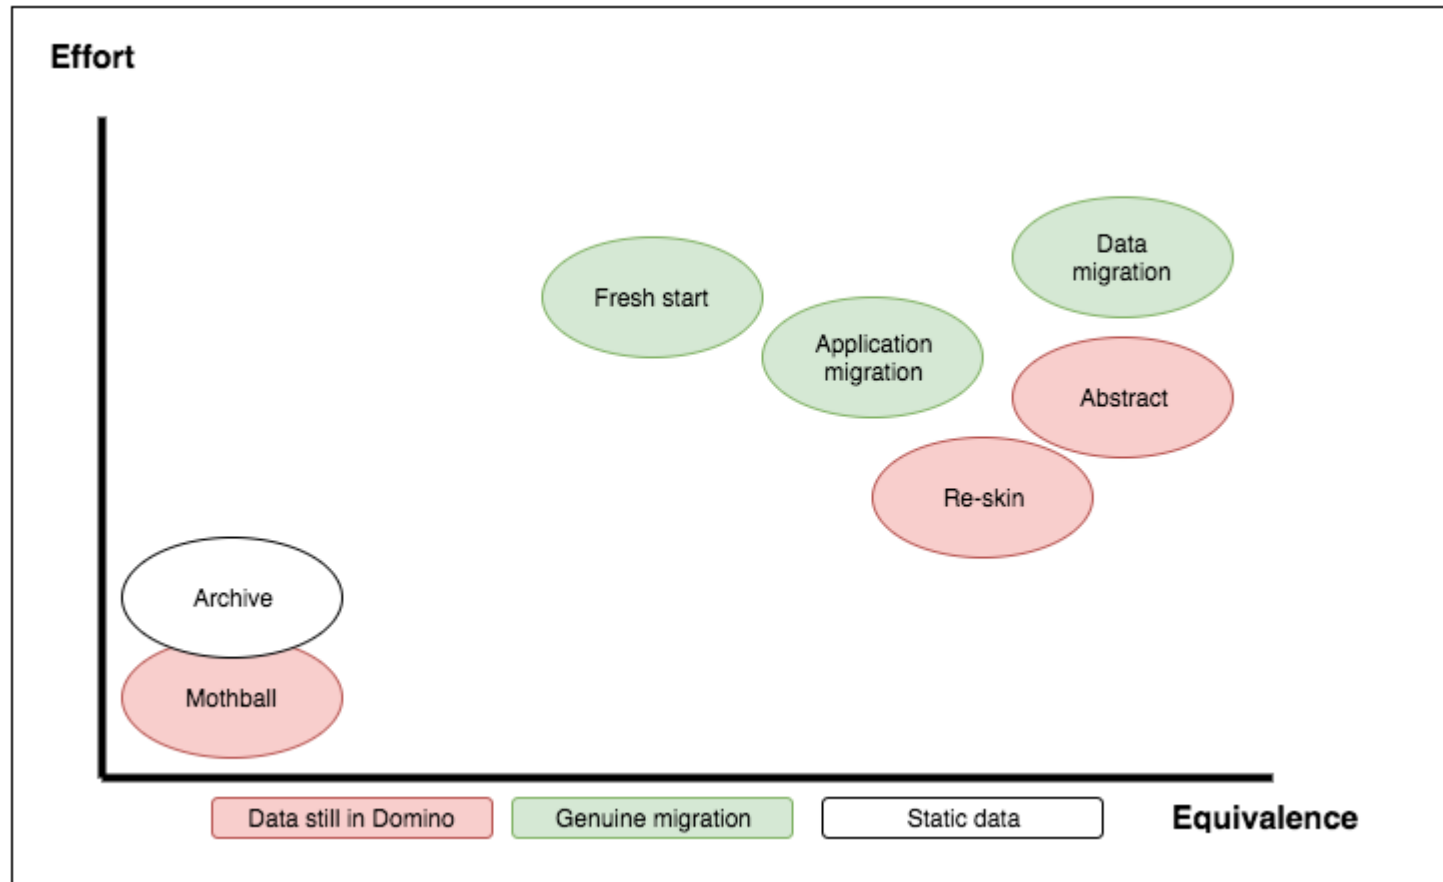 Effort
Data
migration
Fresh start
Application
migration
Abstract
Re-skin
Archive
Mothball
Data still in Domino
Genuine migration
Static data
Equivalence